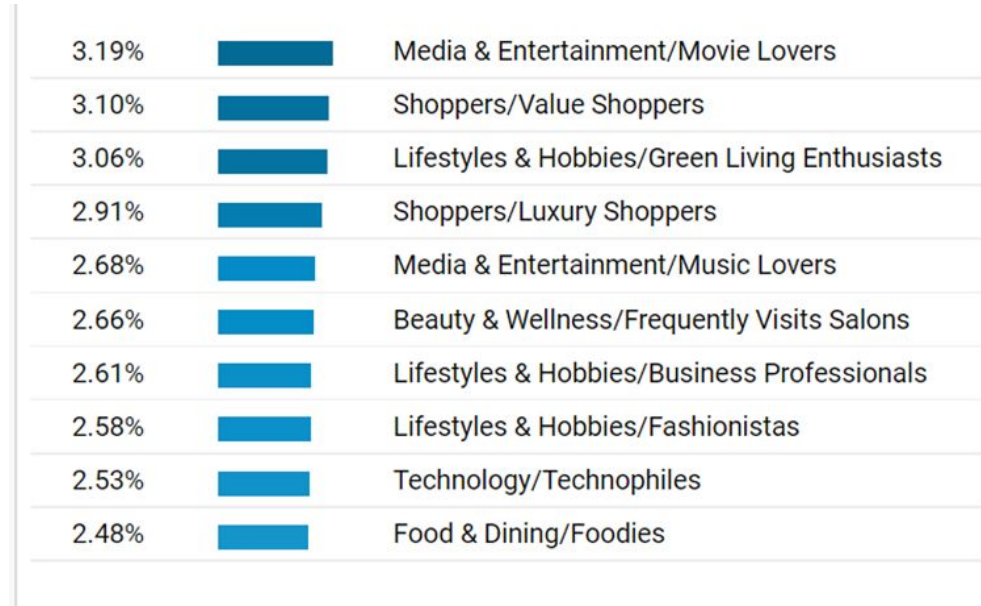 3.19% Media & Entertainment/Movie Lovers
3.10% Shoppers/Value Shoppers
3.06% Lifestyles & Hobbies/Green Living Enthusiasts
2.91% Shoppers/Luxury Shoppers
2.68% Media & Entertainment/Music Lovers
2.66% Beauty & Wellness/Frequently Visits Salons
2.61% Lifestyles & Hobbies/Business Professionals
2.58% Lifestyles & Hobbies/Fashionistas
2.53% Technology/Technophiles
2.48% Food & Dining/Foodies